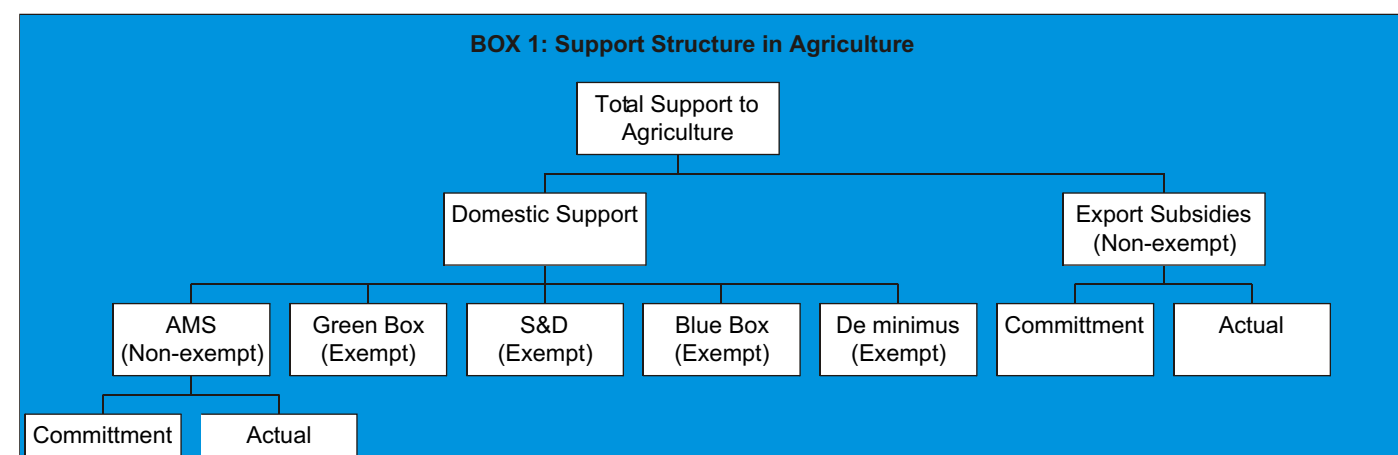 BOX 1: Support Structure in Agriculture
Total Support to
Agriculture
Domestic Support
Export Subsidies
(Non-exempt)
AMS
(Non-exempt)
Green Box
(Exempt)
S&D
(Exempt)
Blue Box
(Exempt)
De minimus
(Exempt)
Committment
Actual
Committment
Actual